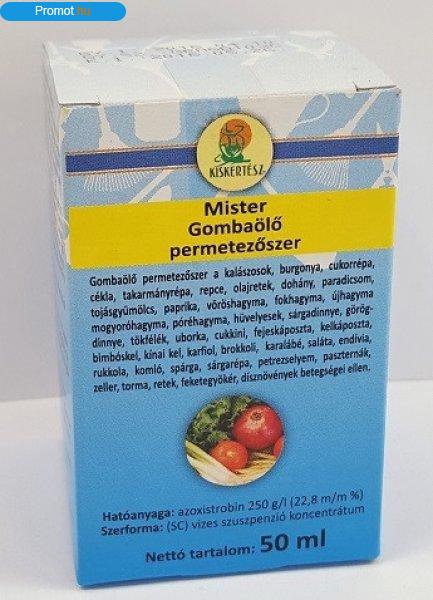 Promot.hu
KISKERTÉSZ
Mister
Gombaölő
permetezőszer
Gombaölő permetezőszer a kalászosok, burgonya, cukorrépa,
cékla, takarmányrépa, repce, olajretek, dohány, paradicsom,
tojásgyümölcs, paprika, vöröshagyma, fokhagyma, újhagyma
mogyoróhagyma, póréhagyma, hüvelyesek, sárgadinnye, görög-
dinnye, tökfélék, uborka, cukkini, fejeskáposzta, kelkáposzta,
bimbóskel, kínai kel, karfiol, brokkoli, karalábé, saláta, endívia,
rukkola, komló, spárga, sárgarépa, petrezselyem, paszternák,
zeller, torma, retek, feketegyökér, dísznövények betegségei ellen.
Hatóanyaga: azoxistrobin 250 g/l (22,8 m/m %)
Szerforma: (SC) vizes szuszpenzió koncentrátum
Nettó tartalom: 50 ml